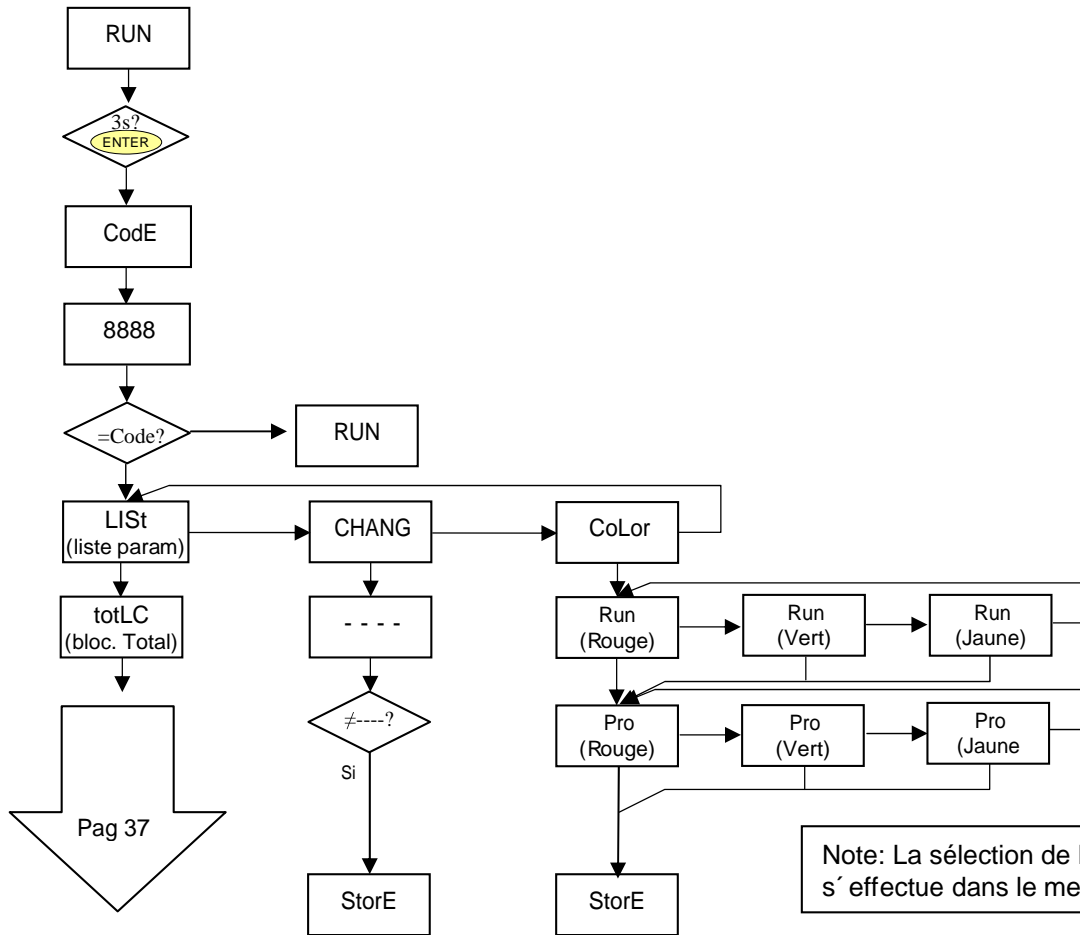 RUN
3s?
ENTER
CodE
8888
=Code?
RUN
LISt
(liste param)
CHANG
CoLor
totLC
(bloc. Total)
- - - -
Run
(Rouge)
Run
(Vert)
Run
(Jaune)
≠----?
Pro
(Rouge)
Pro
(Vert)
Pro
(Jaune
Si
Pag 37
Note: La sélection de
s´ effectue dans le
StorE
StorE